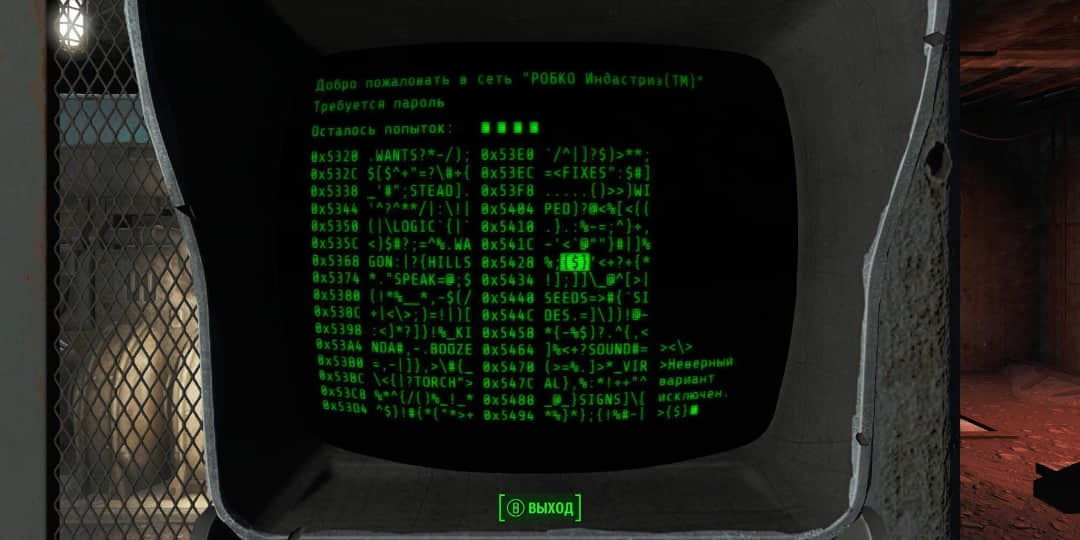 Добро пожаловать в сеть "РОБКО Индастриз(ТМ)"
Требуется пароль
Осталось попыток: ■ ■ ■ ■
0x5320 .WANTS?*-/); 0x53E0 `/^|]?$)>**;
0x532C $[$^+"=?\#+{ 0x53EC =<FIXES":$#]
0x5338 _'#";STEAD]. 0x53F8 .....{)>>)WI
0x5344 '^?^**/|:\!| 0x5404 PED)?@<%[<((
0x5350 (|\LOGIC`{|` 0x5410 .}.:%-=;^}+,
0x535C <)$#?;=^%.WA 0x541C -'<`@""}#|]%
0x5368 GON:|?{HILLS 0x5428 %;{$}'<+?+{*
0x5374 *."SPEAK=@;$ 0x5434 !];]]\_@^[>|
0x5380 (!*%__*,-$(/ 0x5440 SEEDS=>#{`SI
0x538C +|<\>;)=!|)[ 0x544C DES.=]\])!@-
0x5398 :<)*?])!%_KI 0x5458 *{-%$)?.^(,<
0x53A4 NDA#,-.BOOZE 0x5464 ]%<+?SOUND#= ><\>
0x53B0 =,-|]),>\#(_ 0x5470 (>=%.]>*_VIR >Неверный
0x53BC \<(|?TORCH"> 0x547C AL},%:*!++"^ вариант
0x53C8 %*^(/()%_!_* 0x5488 _@_}SIGNS]\[ исключен.
0x53D4 ^$)!#{*{"*>+ 0x5494 *%}*};{!%#-| >{$}■
[Ⓑ ВЫХОД]